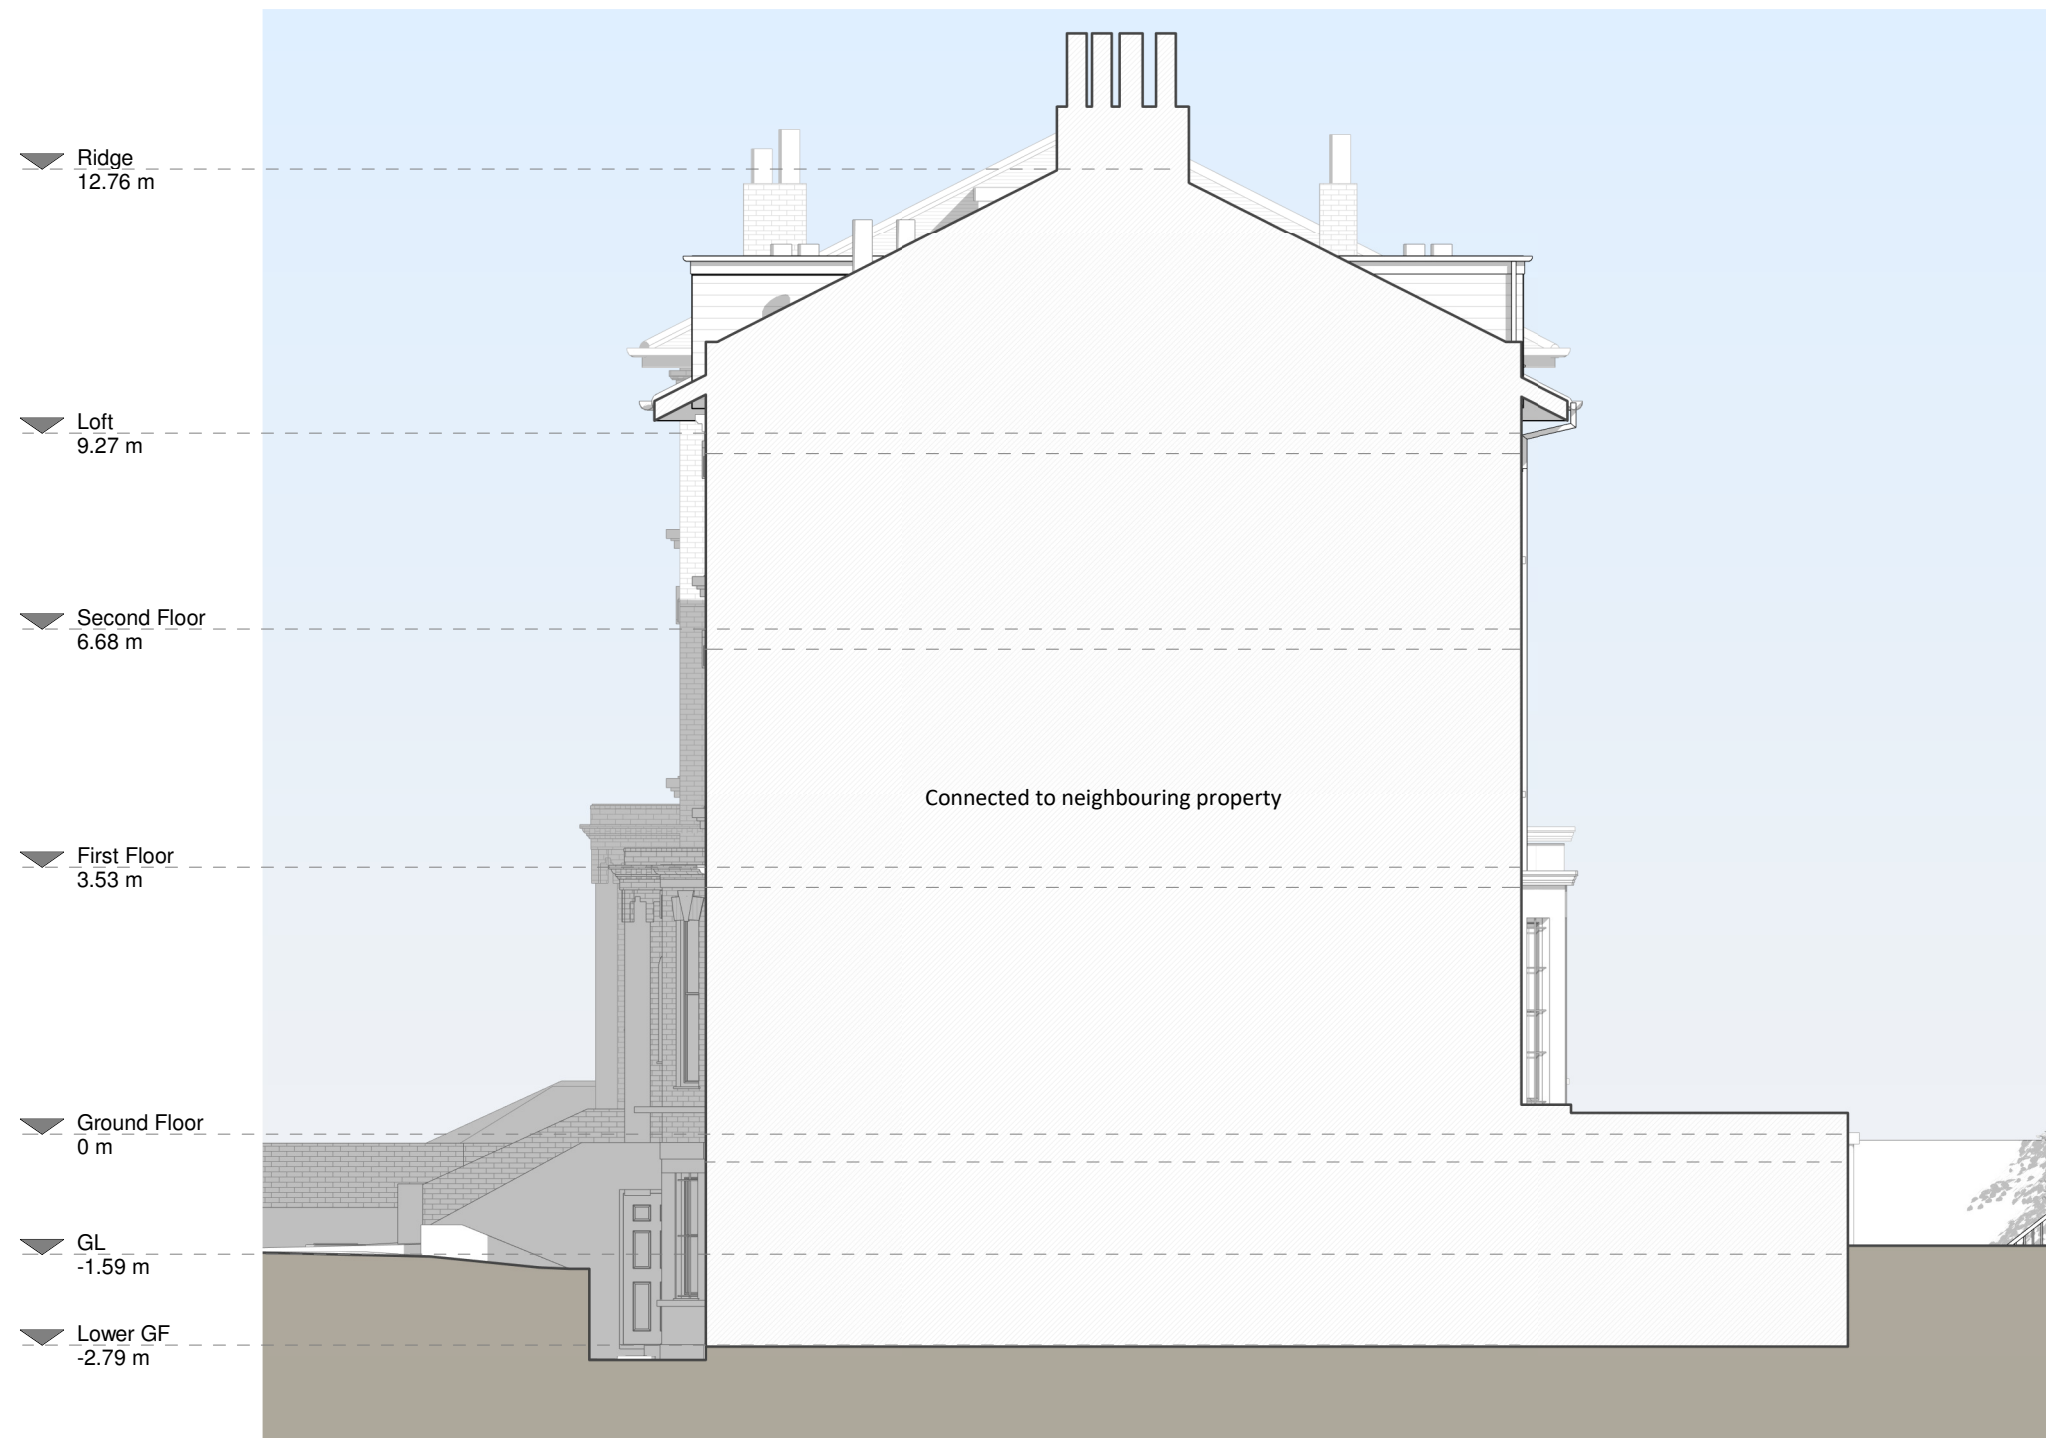 Ridge
12.76 m
Loft
9.27 m
Second Floor
6.68 m
Connected to neighbouring property
First Floor
3.53 m
Ground Floor
0 m
GL
-1.59 m
Lower GF
-2.79 m